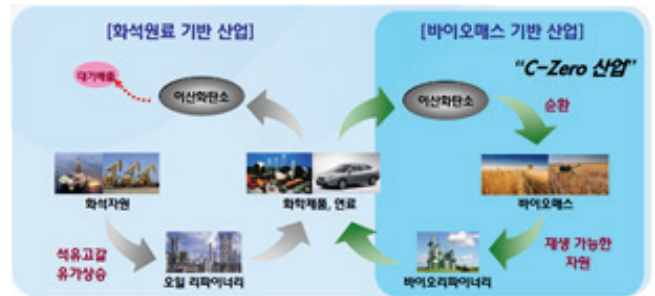 [화석원료 기반 산업]
[바이오매스 기반 산업]
"C-Zero 산업"
대기배출
이산화탄소
이산화탄소
순환
화석자원
화학제품, 연료
바이오매스
석유고갈
유가상승
오일 리파이너리
바이오리파이너리
재생 가능한
자원